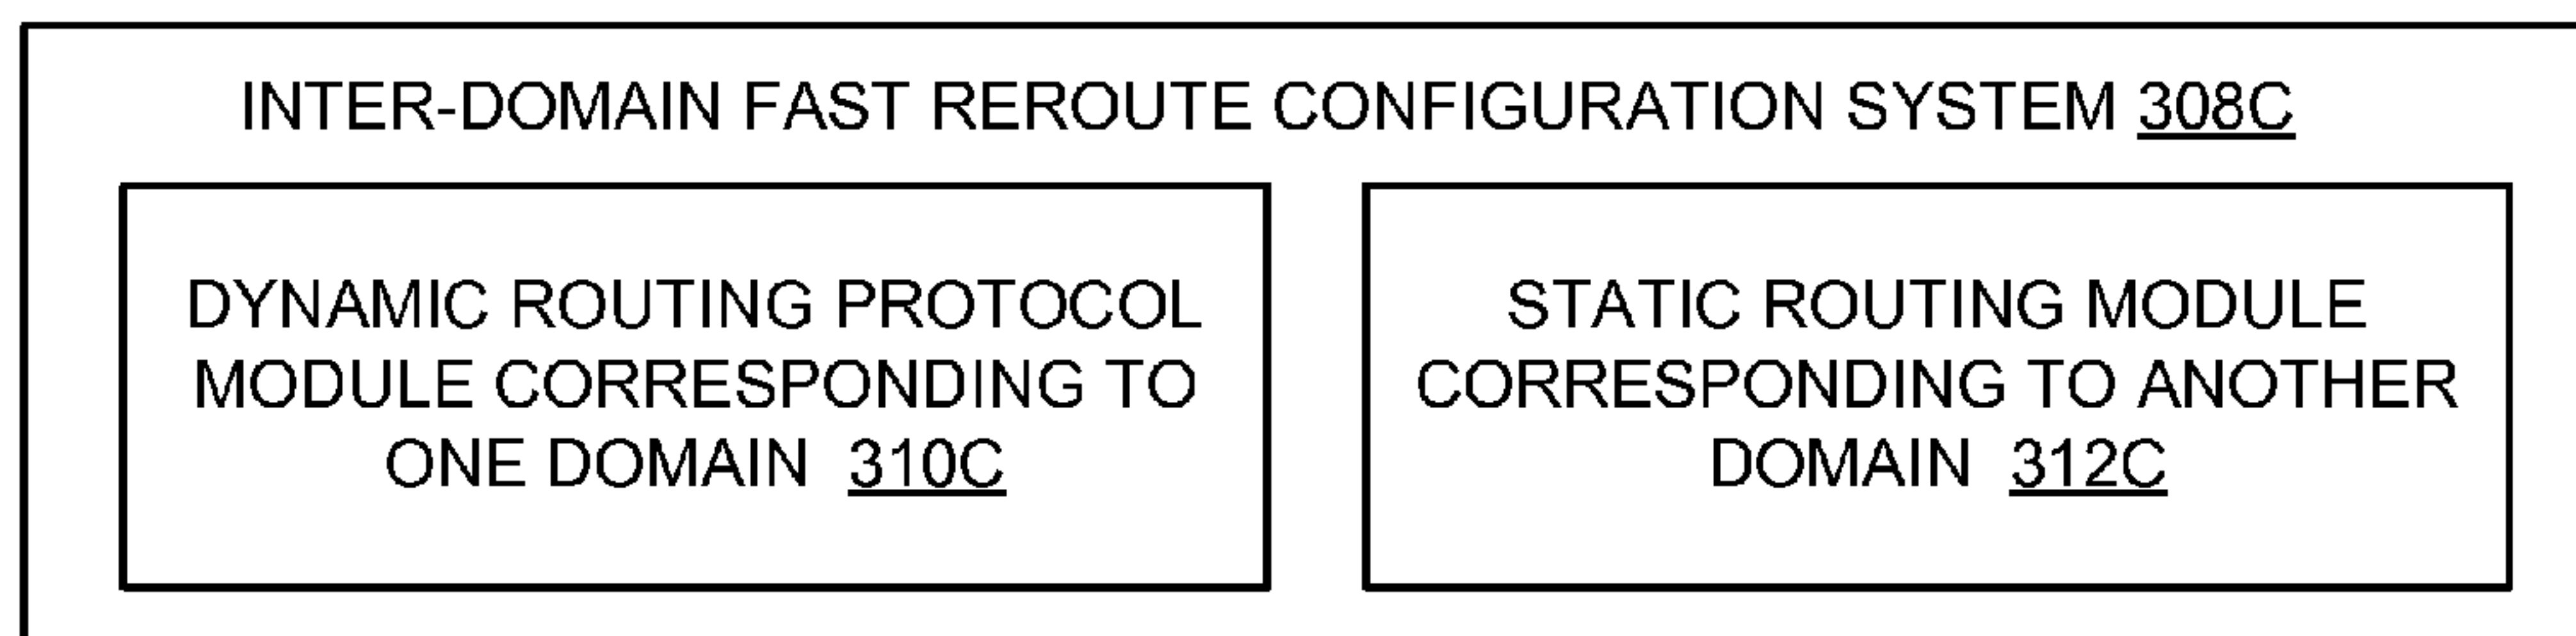 INTER-DOMAIN FAST REROUTE CONFIGURATION SYSTEM 308C
DYNAMIC ROUTING PROTOCOL
MODULE CORRESPONDING TO
ONE DOMAIN 310C
STATIC ROUTING MODULE
CORRESPONDING TO ANOTHER
DOMAIN 312C